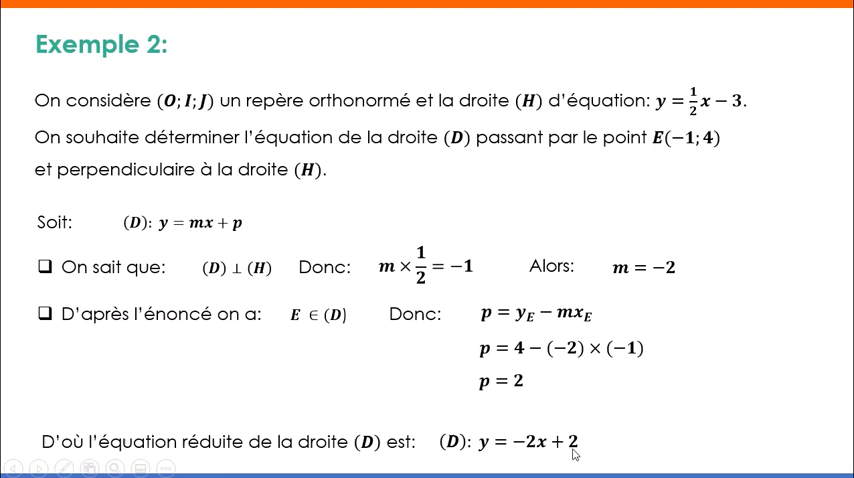 Exemple 2:
On considère (O; I; J) un repère orthonormé et la droite (H) d'équation: y = 1/2 x − 3.
On souhaite déterminer l'équation de la droite (D) passant par le point E(−1; 4)
et perpendiculaire à la droite (H).
Soit: (D): y = mx + p
❑ On sait que: (D) ⊥ (H) Donc: m × 1/2 = −1 Alors: m = −2
❑ D'après l'énoncé on a: E ∈ (D) Donc: p = y_E − mx_E
p = 4 − (−2) × (−1)
p = 2
D'où l'équation réduite de la droite (D) est: (D): y = −2x + 2